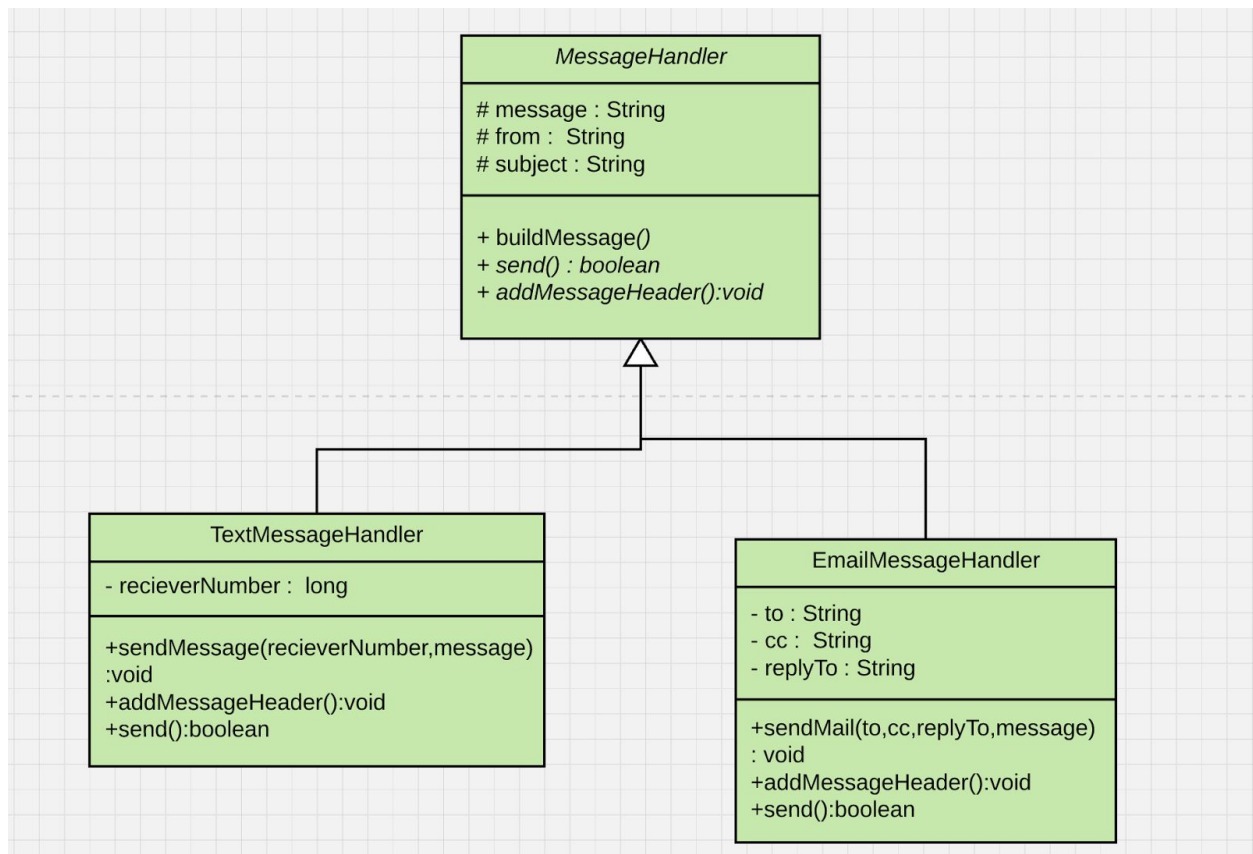 MessageHandler
# message : String
# from :  String
# subject : String
+ buildMessage()
+ send() : boolean
+ addMessageHeader():void
TextMessageHandler
- recieverNumber :  long
+sendMessage(recieverNumber,message)
:void
+addMessageHeader():void
+send():boolean
EmailMessageHandler
- to : String
- cc :  String
- replyTo : String
+sendMail(to,cc,replyTo,message)
: void
+addMessageHeader():void
+send():boolean